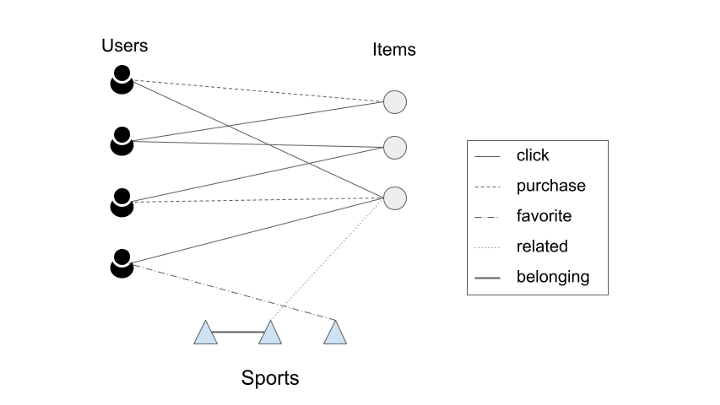 Users
Items
click
purchase
favorite
related
belonging
Sports